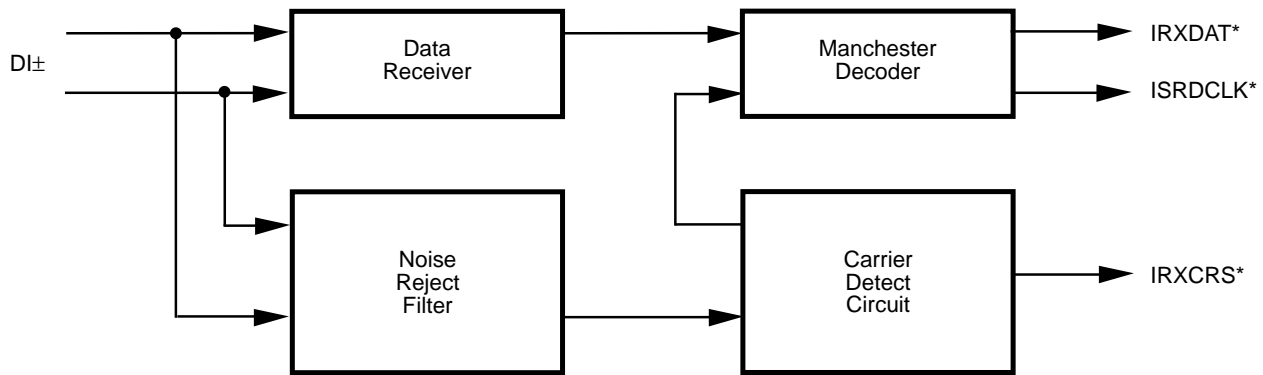 DI±
Data
Receiver
Manchester
Decoder
IRXDAT*
ISRDCLK*
Noise
Reject
Filter
Carrier
Detect
Circuit
IRXCRS*